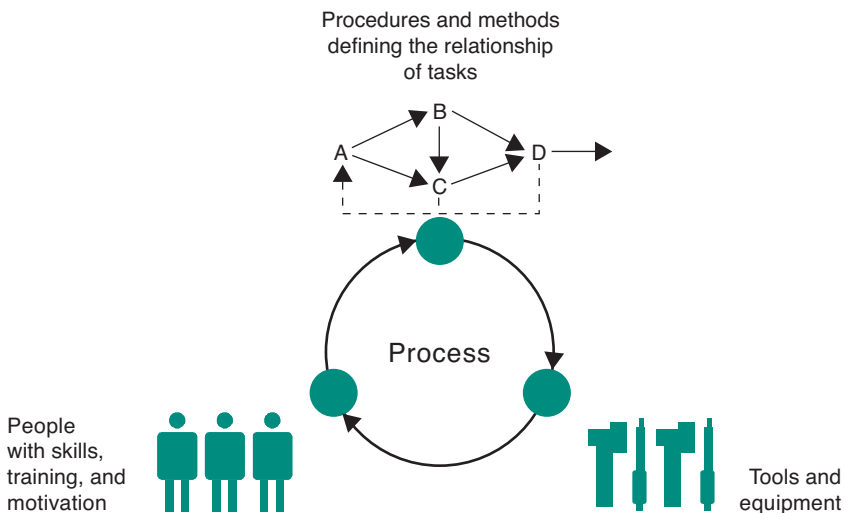 Procedures and methods
defining the relationship
of tasks
B
A
D
C
Process
People
with skills,
training, and
motivation
Tools and
equipment